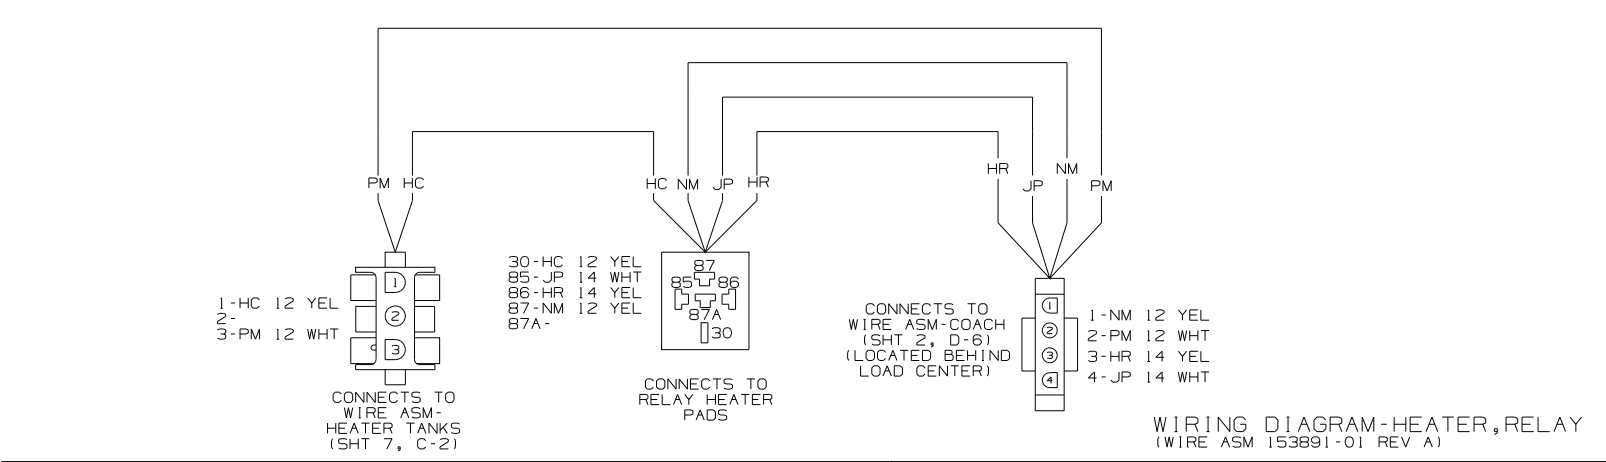 PM HC
HC NM JP HR
HR JP NM PM
1-HC 12 YEL
2-
3-PM 12 WHT
1
2
3
CONNECTS TO
WIRE ASM-
HEATER TANKS
(SHT 7, C-2)
30-HC 12 YEL
85-JP 14 WHT
86-HR 14 YEL
87-NM 12 YEL
87A-
87
85 86
87A
30
CONNECTS TO
RELAY HEATER
PADS
CONNECTS TO
WIRE ASM-COACH
(SHT 2, D-6)
(LOCATED BEHIND
LOAD CENTER)
1
2
3
4
1-NM 12 YEL
2-PM 12 WHT
3-HR 14 YEL
4-JP 14 WHT
WIRING DIAGRAM-HEATER,RELAY
(WIRE ASM 153891-01 REV A)